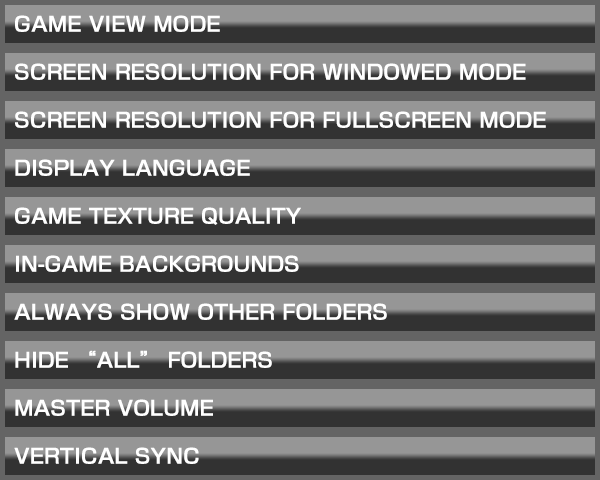 GAME VIEW MODE
SCREEN RESOLUTION FOR WINDOWED MODE
SCREEN RESOLUTION FOR FULLSCREEN MODE
DISPLAY LANGUAGE
GAME TEXTURE QUALITY
IN-GAME BACKGROUNDS
ALWAYS SHOW OTHER FOLDERS
HIDE “ALL” FOLDERS
MASTER VOLUME
VERTICAL SYNC